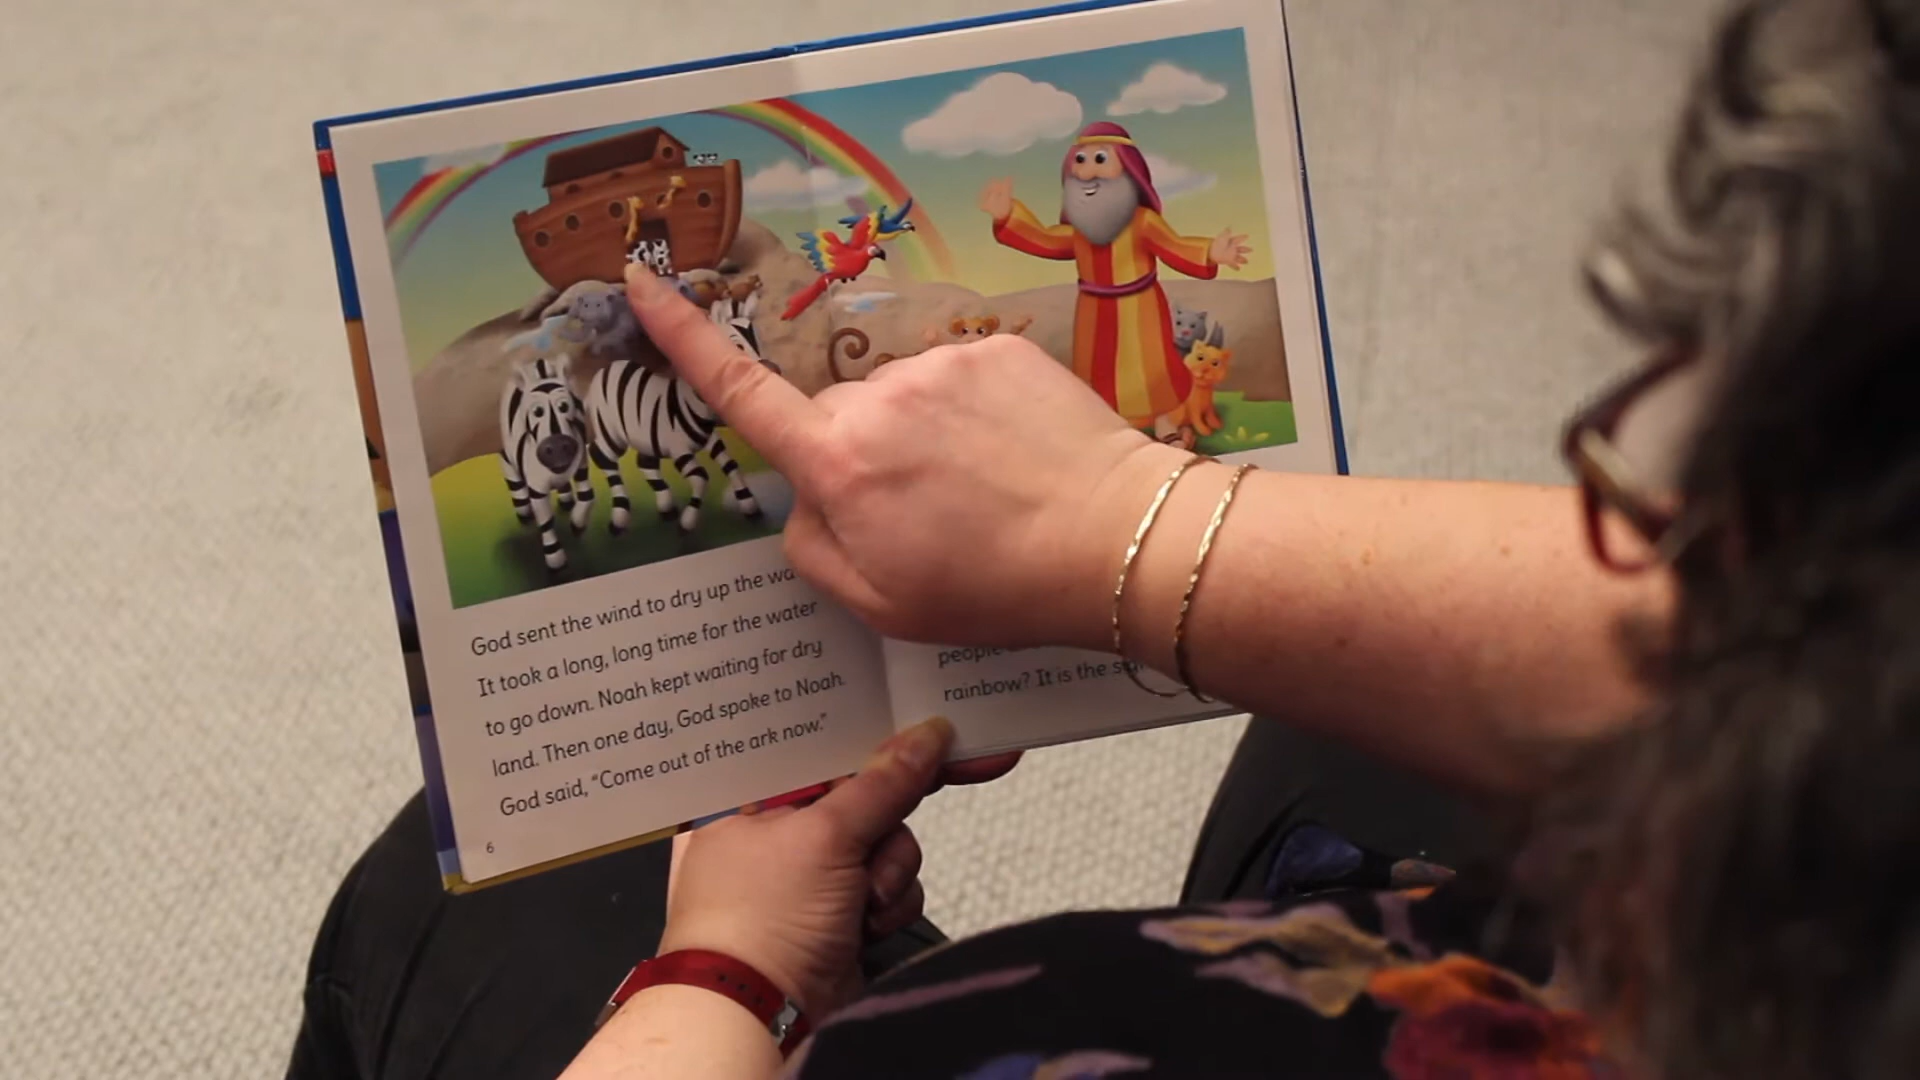 God sent the wind to dry up the
It took a long, long time for the water
to go down. Noah kept waiting for dry
land. Then one day, God spoke to Noah.
God said, “Come out of the ark now.”
6
people
rainbow? It is the